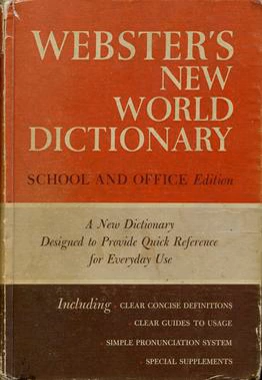 WEBSTER'S
NEW
WORLD
DICTIONARY
SCHOOL AND OFFICE Edition
A New Dictionary
Designed to Provide Quick Reference
for Everyday Use
Including · CLEAR CONCISE DEFINITIONS
· CLEAR GUIDES TO USAGE
· SIMPLE PRONUNCIATION SYSTEM
· SPECIAL SUPPLEMENTS